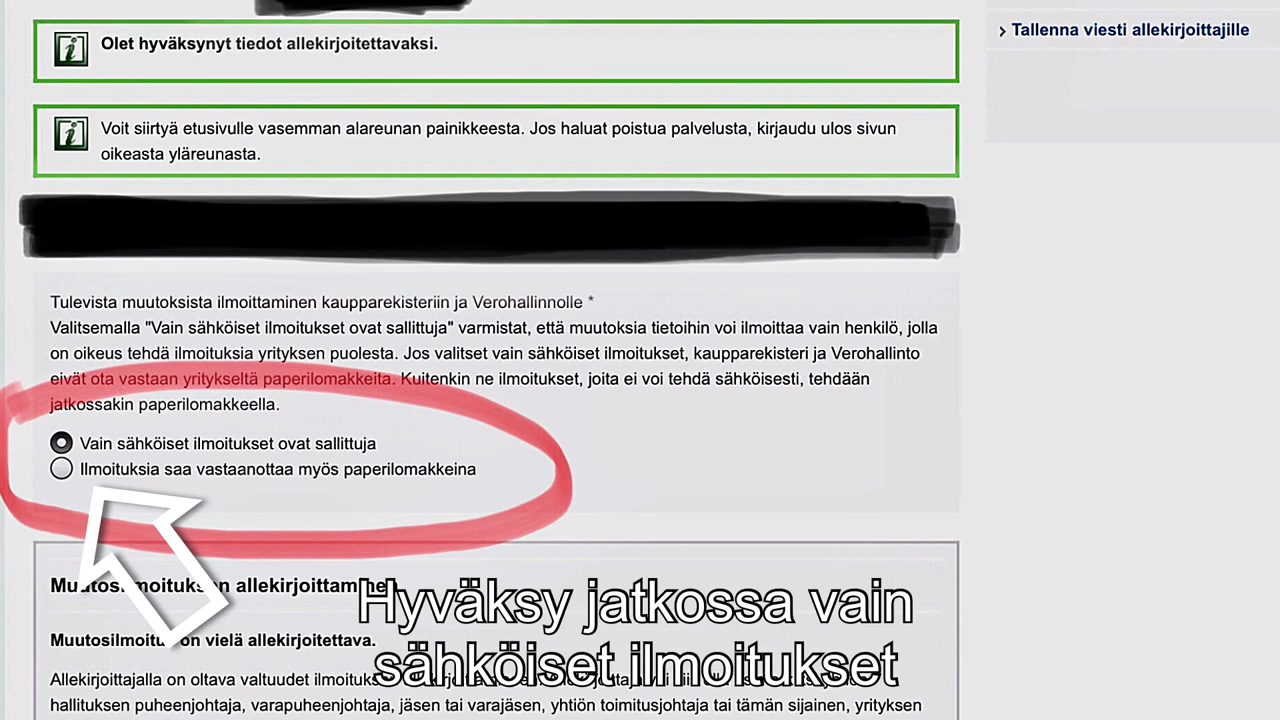 Olet hyväksynyt tiedot allekirjoitettavaksi.
Voit siirtyä etusivulle vasemman alareunan painikkeesta. Jos haluat poistua palvelusta, kirjaudu ulos sivun
oikeasta yläreunasta.
Tallenna viesti allekirjoittajille
Tulevista muutoksista ilmoittaminen kaupparekisteriin ja Verohallinnolle *
Valitsemalla "Vain sähköiset ilmoitukset ovat sallittuja" varmistat, että muutoksia tietoihin voi ilmoittaa vain henkilö, jolla
on oikeus tehdä ilmoituksia yrityksen puolesta. Jos valitset vain sähköiset ilmoitukset, kaupparekisteri ja Verohallinto
eivät ota vastaan yritykseltä paperilomakkeita. Kuitenkin ne ilmoitukset, joita ei voi tehdä sähköisesti, tehdään
jatkossakin paperilomakkeella.
Vain sähköiset ilmoitukset ovat sallittuja
Ilmoituksia saa vastaanottaa myös paperilomakkeina
Muutosilmoituksen allekirjoittaminen
Muutosilmoitus on vielä allekirjoitettava.
Allekirjoittajalla on oltava valtuudet
hallituksen puheenjohtaja, varapuheenjohtaja, jäsen tai varajäsen, yhtiön toimitusjohtaja tai tämän sijainen, yrityksen
Hyväksy jatkossa vain
sähköiset ilmoitukset